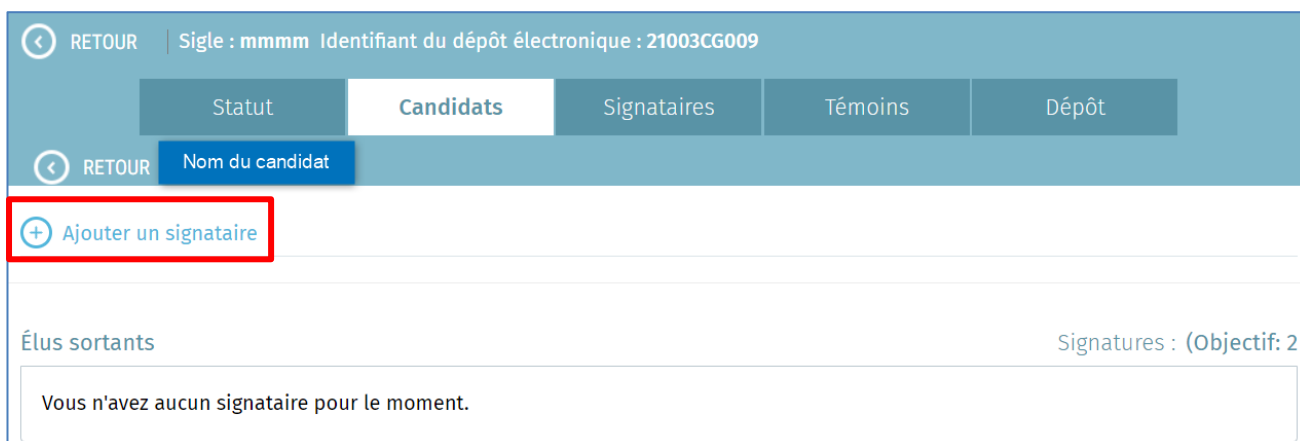 RETOUR Sigle : mmmm Identifiant du dépôt électronique : 21003CG009
Statut Candidats Signataires Témoins Dépôt
RETOUR Nom du candidat
Ajouter un signataire
Élus sortants Signatures : (Objectif: 2
Vous n'avez aucun signataire pour le moment.